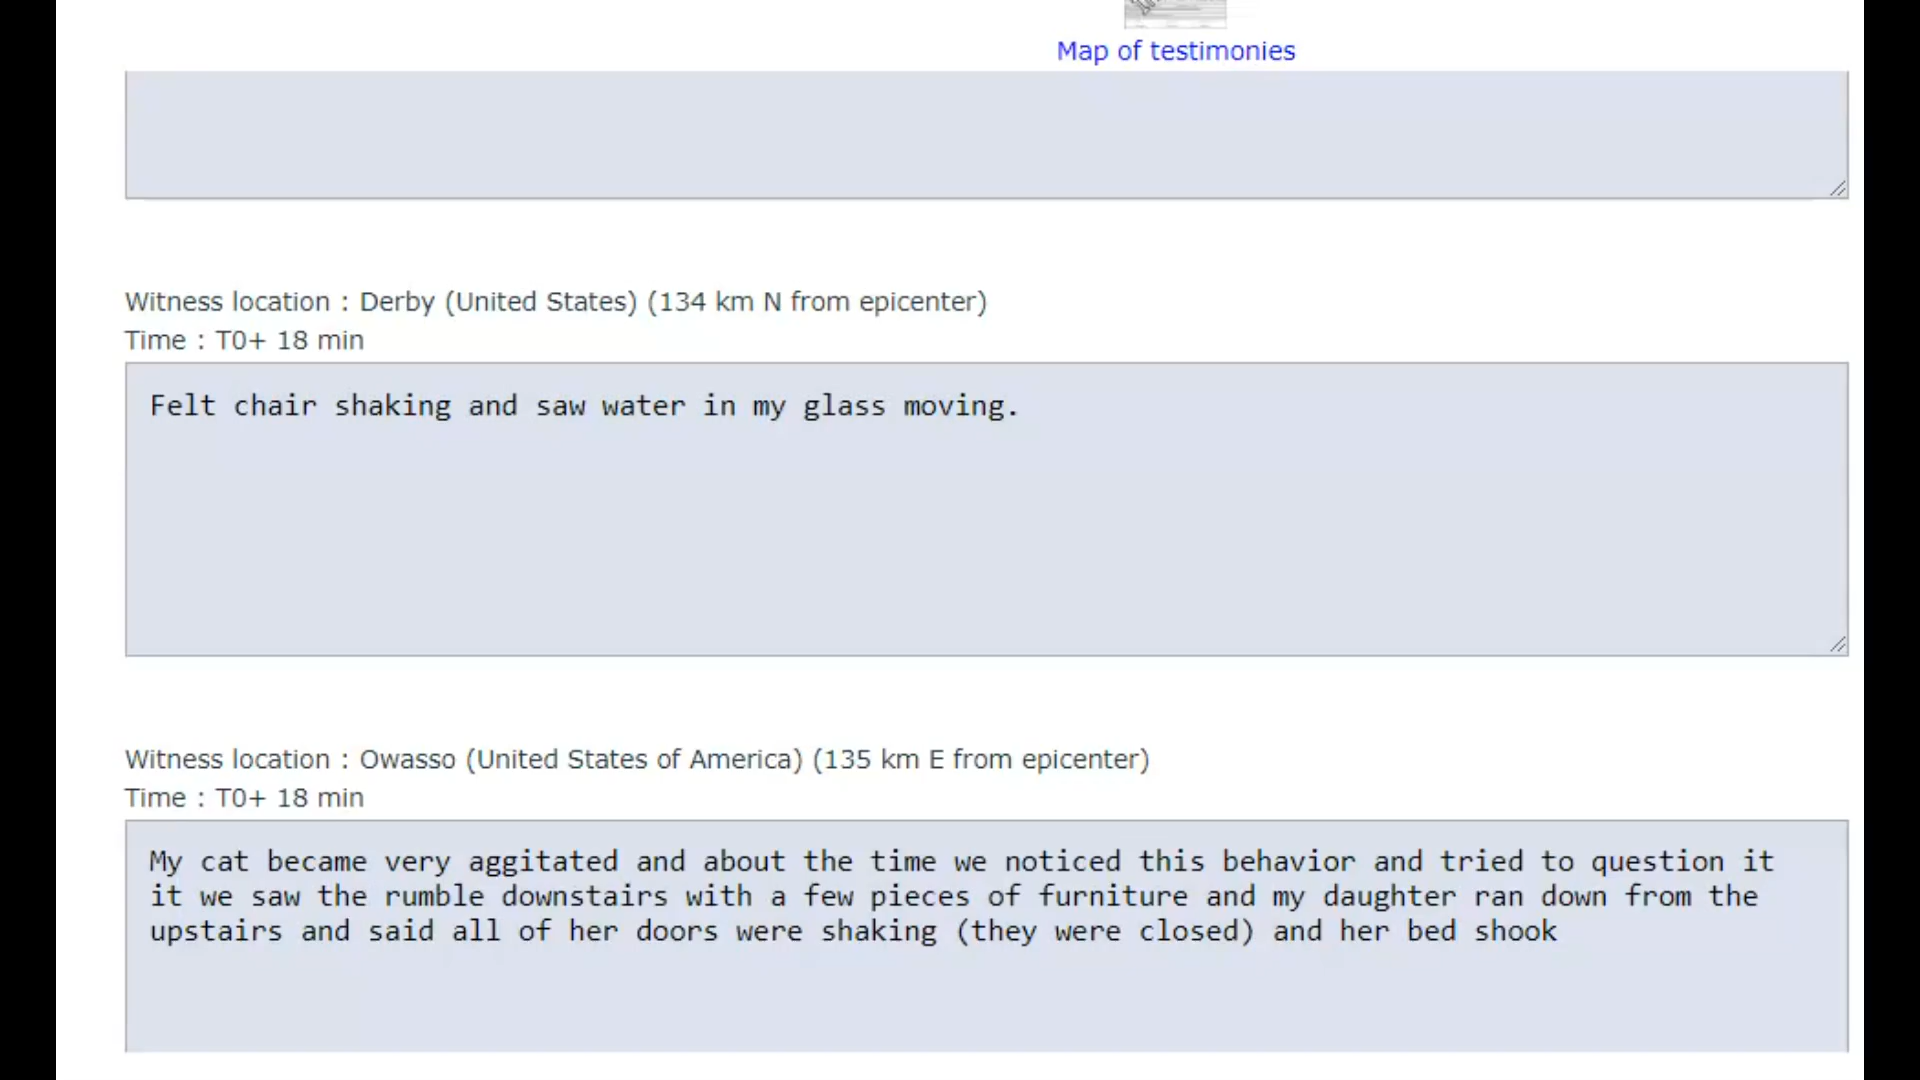 Map of testimonies
Witness location : Derby (United States) (134 km N from epicenter)
Time : T0+ 18 min
Felt chair shaking and saw water in my glass moving.
Witness location : Owasso (United States of America) (135 km E from epicenter)
Time : T0+ 18 min
My cat became very aggitated and about the time we noticed this behavior and tried to question it
it we saw the rumble downstairs with a few pieces of furniture and my daughter ran down from the
upstairs and said all of her doors were shaking (they were closed) and her bed shook